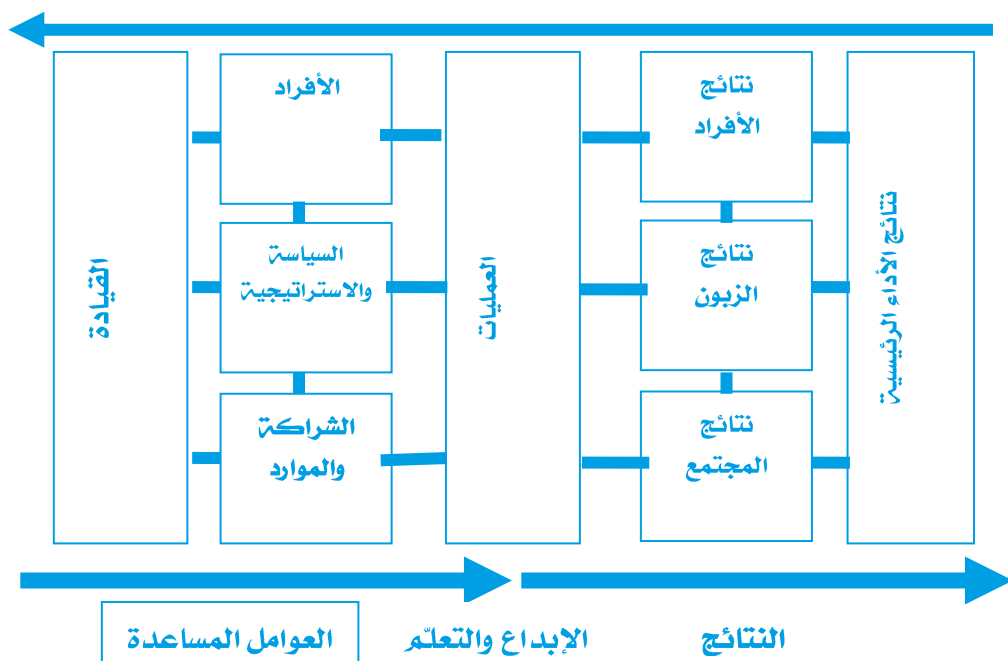 القيادة
الأفراد
السياسة
والاستراتيجية
الشراكة
والموارد
العمليات
نتائج
الأفراد
نتائج
الزبون
نتائج
المجتمع
نتائج الأداء الرئيسية
العوامل المساعدة
الإبداع والتعلّم
النتائج